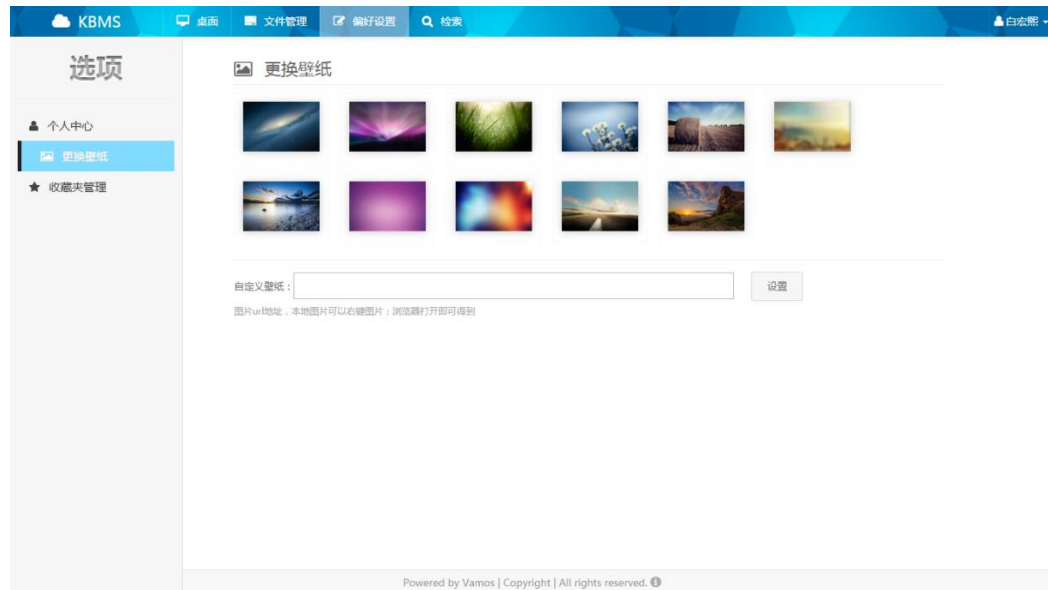 KBMS 桌面 文件管理 偏好设置 检索 白宏熙
选项
更换壁纸
个人中心
更换壁纸
收藏夹管理
自定义壁纸： 设置
图片url地址，本地图片可以右键图片；浏览器打开即可得到
Powered by Vamos | Copyright | All rights reserved.